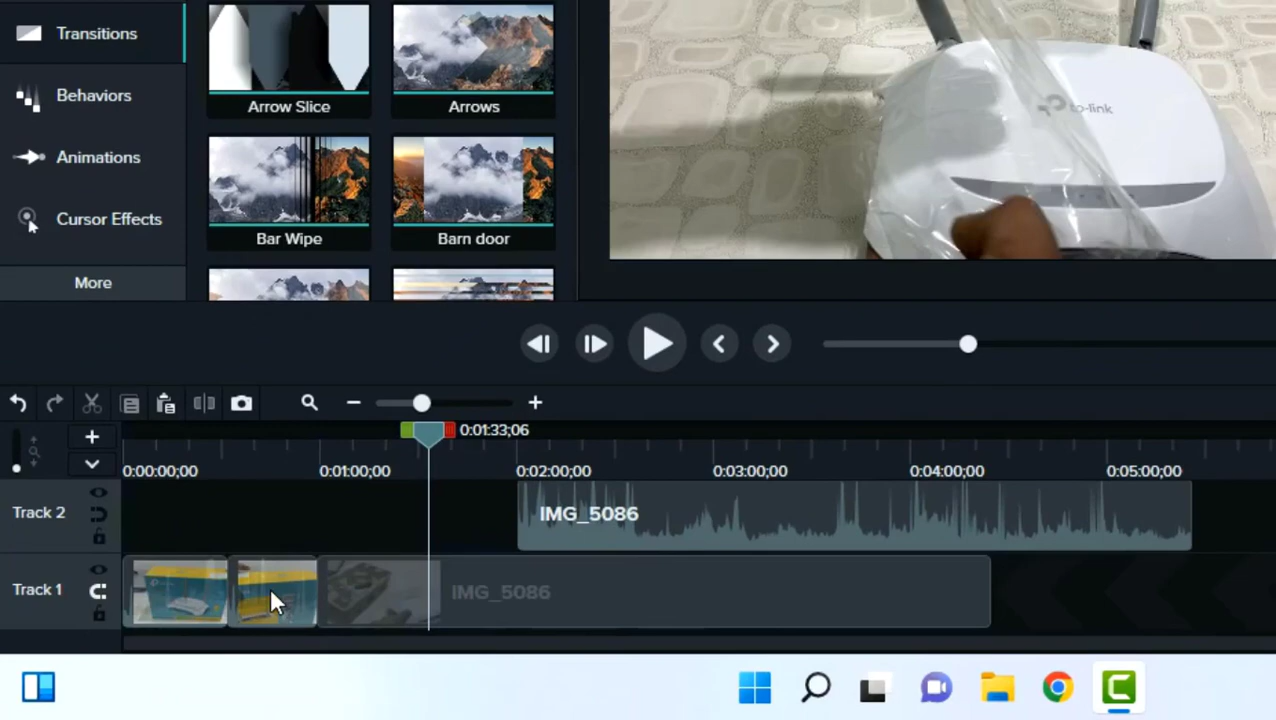 Transitions
Behaviors
Animations
Cursor Effects
More
Arrow Slice
Arrows
Bar Wipe
Barn door
tp-link
0:01:33;06
0:00:00;00
0:01:00;00
0:02:00;00
0:03:00;00
0:04:00;00
0:05:00;00
Track 2
IMG_5086
Track 1
IMG_5086